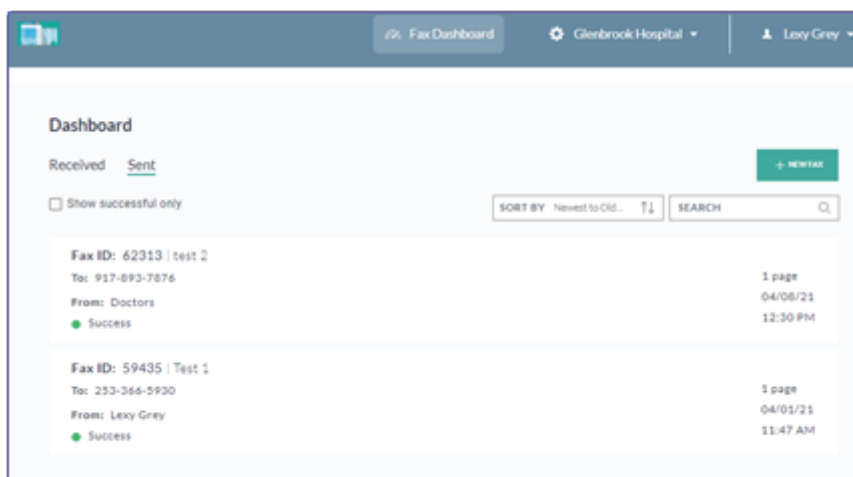 Fax Dashboard Glenbrook Hospital Lexy Grey
Dashboard
Received Sent
+ NEW FAX
Show successful only
SORT BY Newest to Old... SEARCH
Fax ID: 62313 | test 2
To: 917-893-7876
From: Doctors
Success
1 page
04/08/21
12:30 PM
Fax ID: 59435 | Test 1
To: 253-366-5930
From: Lexy Grey
Success
1 page
04/01/21
11:47 AM